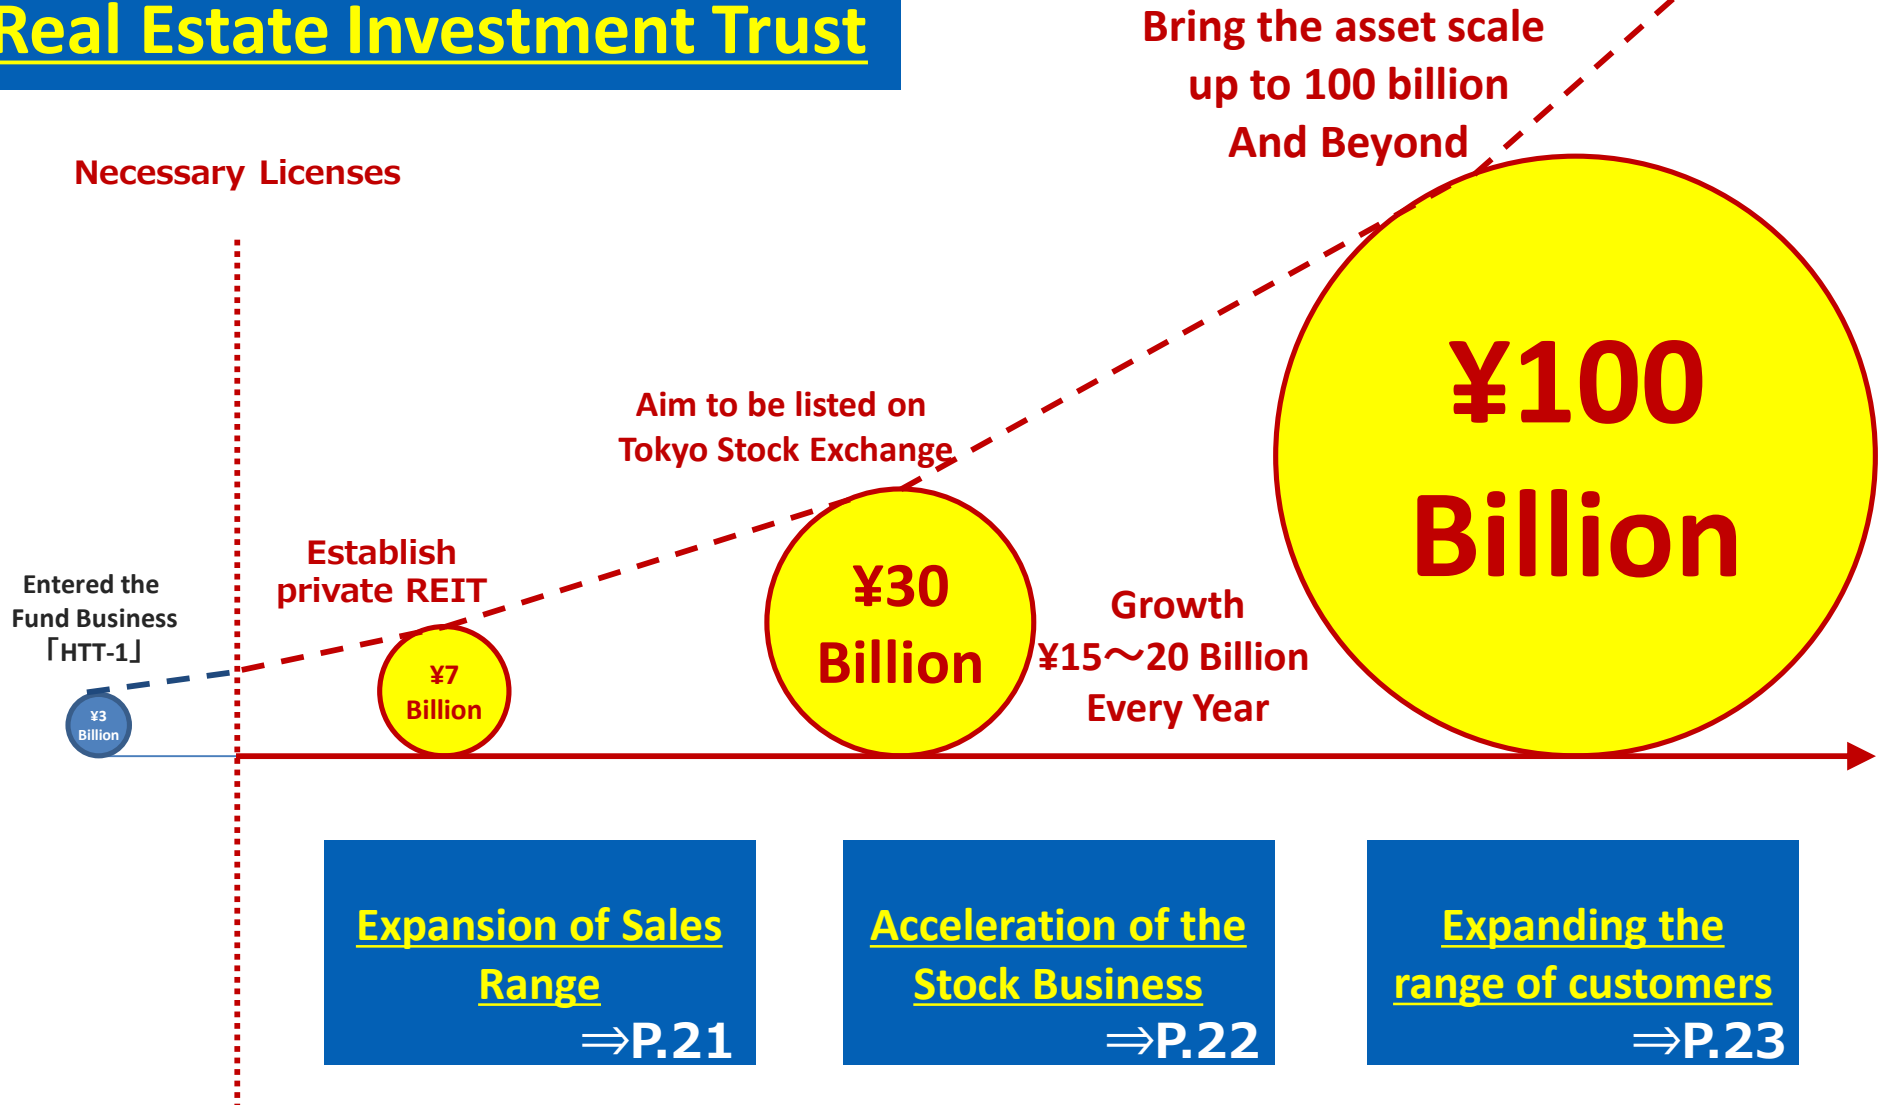 Real Estate Investment Trust
Bring the asset scale
up to 100 billion
And Beyond
Necessary Licenses
Aim to be listed on
Tokyo Stock Exchange
Establish
private REIT
Entered the
Fund Business
「HTT-1」
¥3
Billion
¥7
Billion
¥30
Billion
Growth
¥15～20 Billion
Every Year
¥100
Billion
Expansion of Sales
Range
⇒P.21
Acceleration of the
Stock Business
⇒P.22
Expanding the
range of customers
⇒P.23